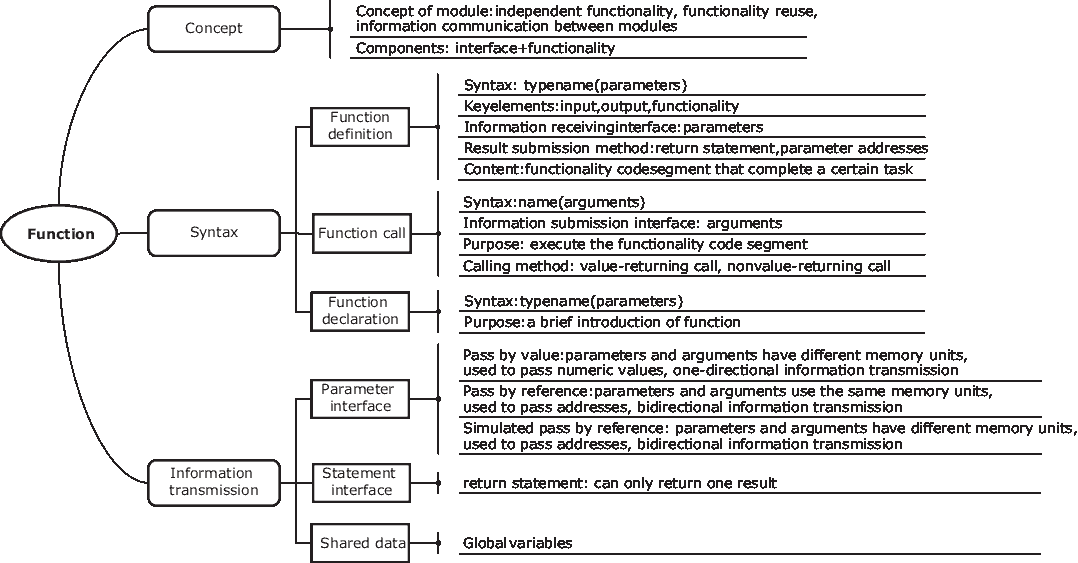 Concept of module:independent functionality, functionality reuse,
information communication between modules
Concept
Components: interface+functionality
Syntax: typename(parameters)
Keyelements:input,output,functionality
Function
definition
Information receivinginterface:parameters
Result submission method:return statement,parameter addresses
Content:functionality codesegment that complete a certain task
Syntax:name(arguments)
Information submission interface: arguments
Function
Syntax
Function call
Purpose: execute the functionality code segment
Calling method: value-returning call, nonvalue-returning call
Function
declaration
Syntax:typename(parameters)
Purpose:a brief introduction of function
Pass by value:parameters and arguments have different memory units,
used to pass numeric values, one-directional information transmission
Parameter
interface
Pass by reference:parameters and arguments use the same memory units,
used to pass addresses, bidirectional information transmission
Simulated pass by reference: parameters and arguments have different memory units,
used to pass addresses, bidirectional information transmission
Information
transmission
Statement
interface
return statement: can only return one result
Shared data
Global variables